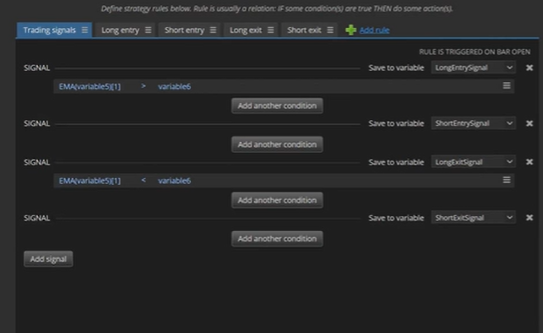 Define strategy rules below. Rule is usually a relation: IF some condition(s) are true THEN do some action(s).
Trading signals Long entry Short entry Long exit Short exit Add rule
RULE IS TRIGGERED ON BAR OPEN
SIGNAL Save to variable LongEntrySignal
EMA(variable5)[1] > variable6
Add another condition
SIGNAL Save to variable ShortEntrySignal
Add another condition
SIGNAL Save to variable LongExitSignal
EMA(variable5)[1] < variable6
Add another condition
SIGNAL Save to variable ShortExitSignal
Add another condition
Add signal